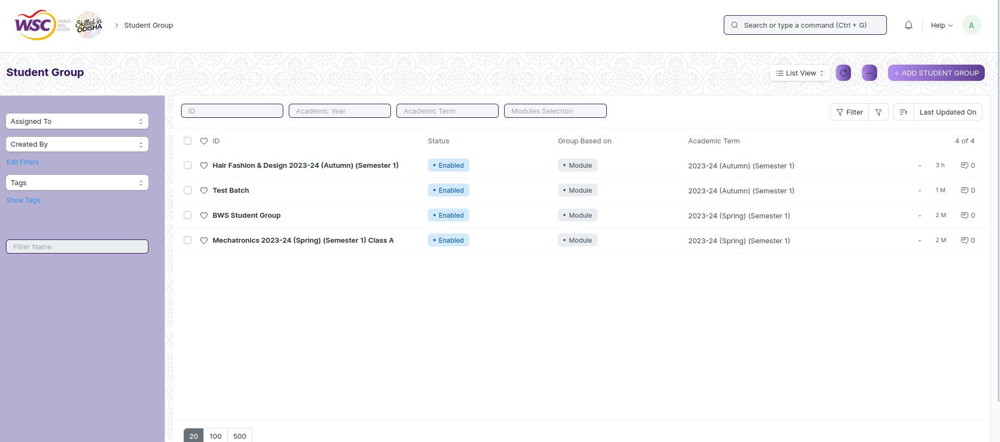 WSC WORLD SKILL CENTER Skilled in ODISHA > Student Group
Search or type a command (Ctrl + G)
Help
A
Student Group
List View
...
+ ADD STUDENT GROUP
Assigned To
Created By
Edit Filters
Tags
Show Tags
Filter Name
ID Academic Year Academic Term Modules Selection
Filter
Last Updated On
ID Status Group Based on Academic Term 4 of 4
Hair Fashion & Design 2023-24 (Autumn) (Semester 1) • Enabled • Module 2023-24 (Autumn) (Semester 1) - 3 h 0
Test Batch • Enabled • Module 2023-24 (Autumn) (Semester 1) - 1 M 0
BWS Student Group • Enabled • Module 2023-24 (Spring) (Semester 1) - 2 M 0
Mechatronics 2023-24 (Spring) (Semester 1) Class A • Enabled • Module 2023-24 (Spring) (Semester 1) - 2 M 0
20 100 500